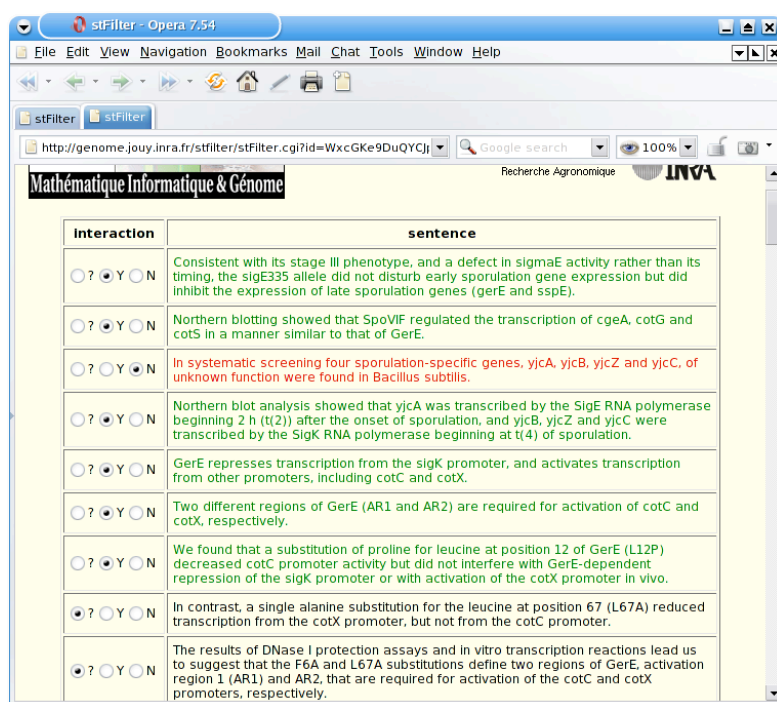 stFilter - Opera 7.54
File Edit View Navigation Bookmarks Mail Chat Tools Window Help
stFilter stFilter
http://genome.jouy.inra.fr/stfilter/stFilter.cgi?id=WxcGKe9DuQYCJ Google search 100%
Mathématique Informatique & Génome Recherche Agronomique INRA
interaction sentence
Consistent with its stage III phenotype, and a defect in sigmaE activity rather than its
? Y N timing, the sigE335 allele did not disturb early sporulation gene expression but did
inhibit the expression of late sporulation genes (gerE and sspE).
? Y N Northern blotting showed that SpoVIF regulated the transcription of cgeA, cotG and
cotS in a manner similar to that of GerE.
? Y N In systematic screening four sporulation-specific genes, yjcA, yjcB, yjcZ and yjcC, of
unknown function were found in Bacillus subtilis.
Northern blot analysis showed that yjcA was transcribed by the SigE RNA polymerase
? Y N beginning 2 h (t(2)) after the onset of sporulation, and yjcB, yjcZ and yjcC were
transcribed by the SigK RNA polymerase beginning at t(4) of sporulation.
? Y N GerE represses transcription from the sigK promoter, and activates transcription
from other promoters, including cotC and cotX.
? Y N Two different regions of GerE (AR1 and AR2) are required for activation of cotC and
cotX, respectively.
We found that a substitution of proline for leucine at position 12 of GerE (L12P)
? Y N decreased cotC promoter activity but did not interfere with GerE-dependent
repression of the sigK promoter or with activation of the cotX promoter in vivo.
? Y N In contrast, a single alanine substitution for the leucine at position 67 (L67A) reduced
transcription from the cotX promoter, but not from the cotC promoter.
The results of DNase I protection assays and in vitro transcription reactions lead us
? Y N to suggest that the F6A and L67A substitutions define two regions of GerE, activation
region 1 (AR1) and AR2, that are required for activation of the cotC and cotX
promoters, respectively.